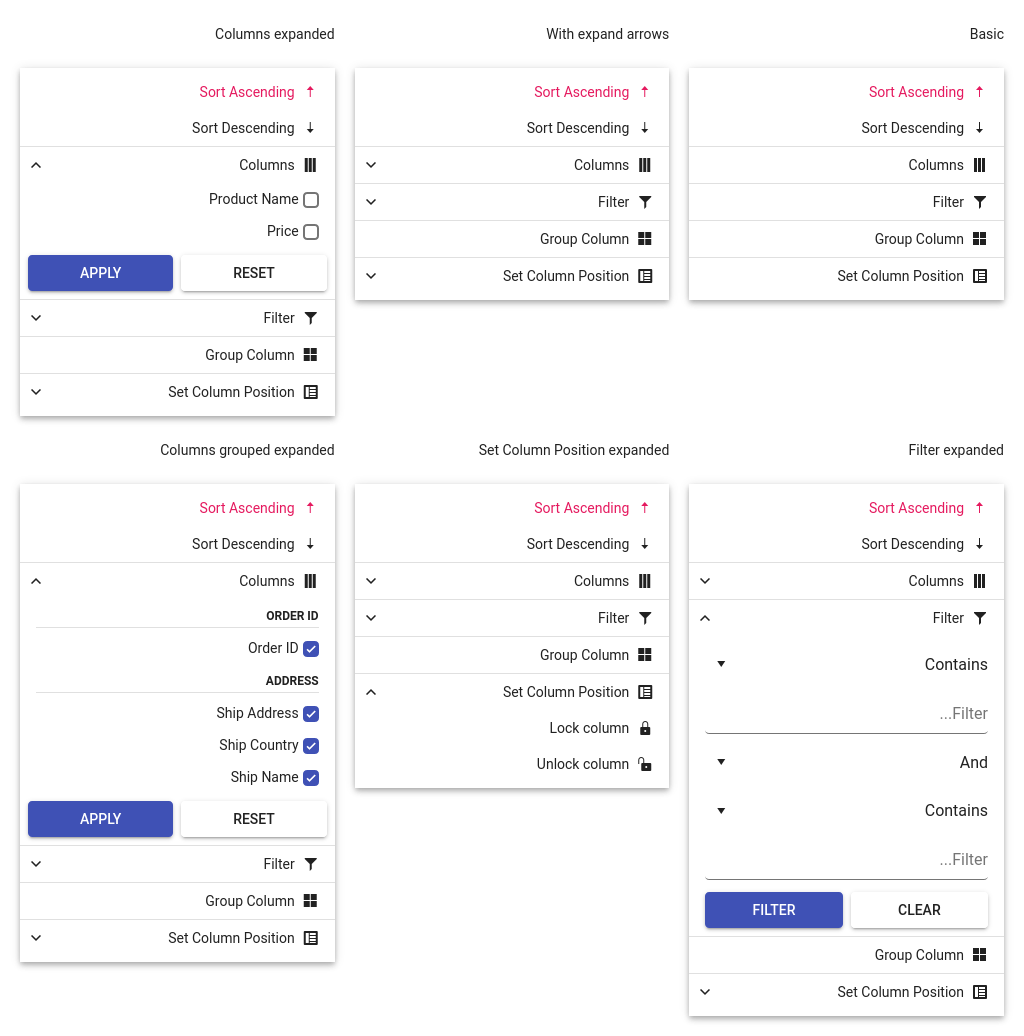 Columns expanded
Sort Ascending
Sort Descending
Columns
Product Name
Price
APPLY RESET
Filter
Group Column
Set Column Position
With expand arrows
Sort Ascending
Sort Descending
Columns
Filter
Group Column
Set Column Position
Basic
Sort Ascending
Sort Descending
Columns
Filter
Group Column
Set Column Position
Columns grouped expanded
Sort Ascending
Sort Descending
Columns
ORDER ID
Order ID
ADDRESS
Ship Address
Ship Country
Ship Name
APPLY RESET
Filter
Group Column
Set Column Position
Set Column Position expanded
Sort Ascending
Sort Descending
Columns
Filter
Group Column
Set Column Position
Lock column
Unlock column
Filter expanded
Sort Ascending
Sort Descending
Columns
Filter
Contains
...Filter
And
Contains
...Filter
FILTER CLEAR
Group Column
Set Column Position